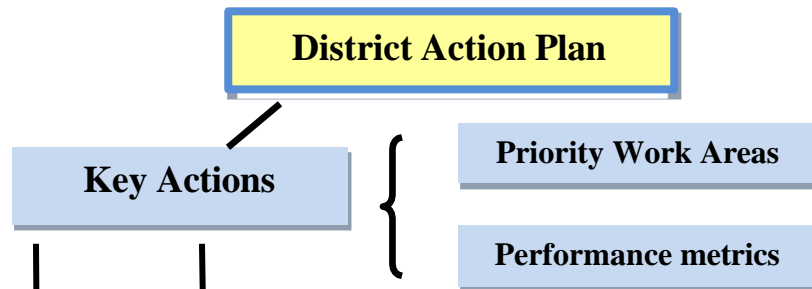 District Action Plan
Key Actions
Priority Work Areas
Performance metrics